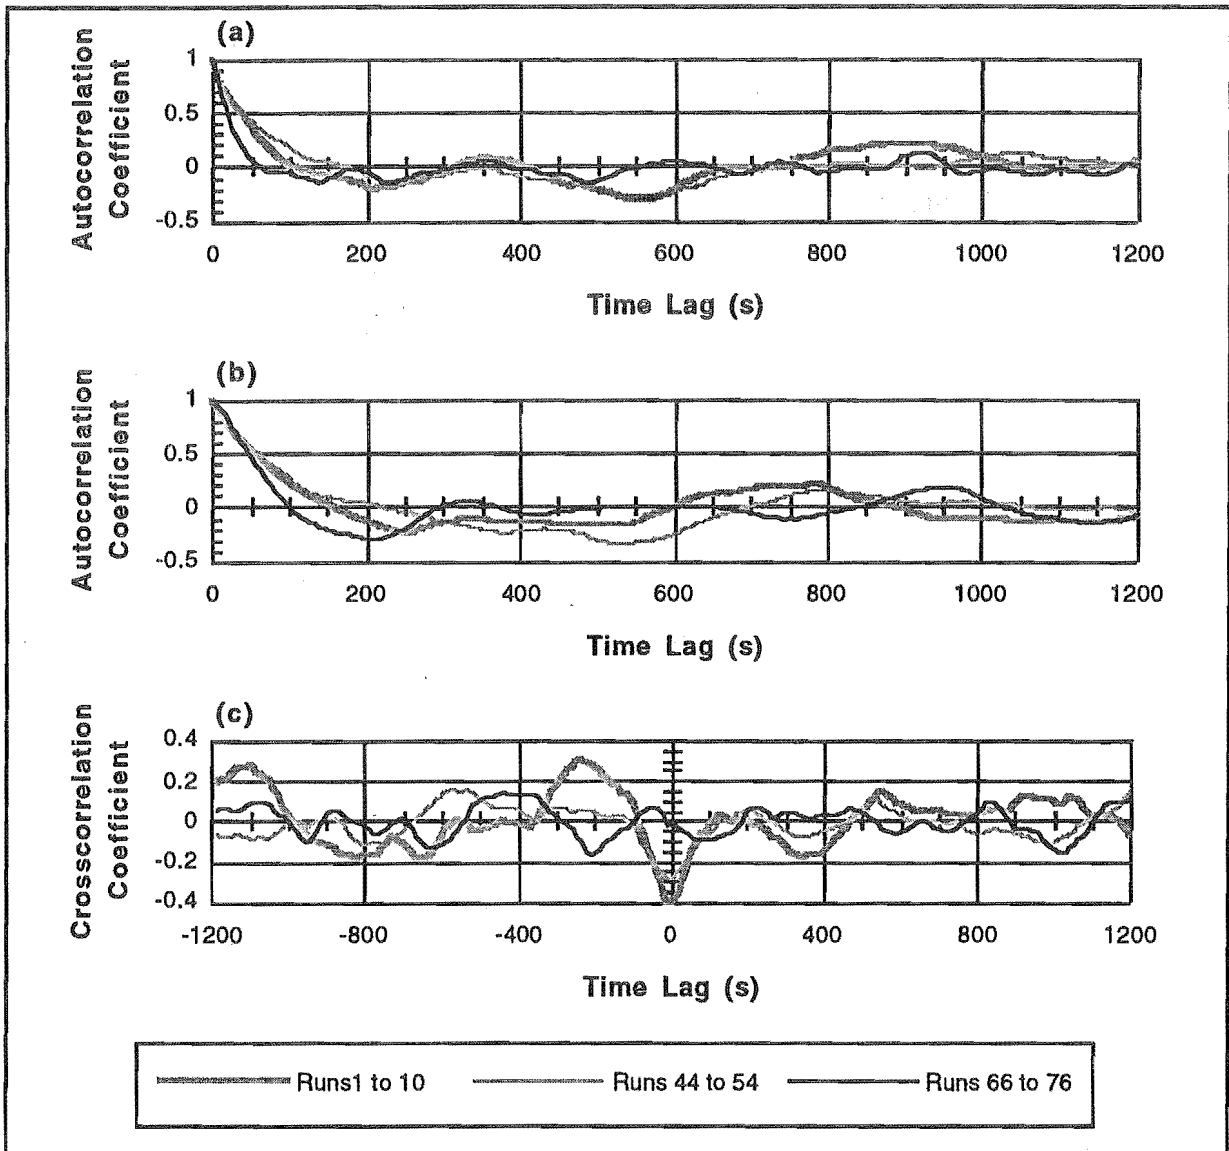 (a)
Autocorrelation
Coefficient
1
0.5
0
-0.5
0 200 400 600 800 1000 1200
Time Lag (s)
(b)
Autocorrelation
Coefficient
1
0.5
0
-0.5
0 200 400 600 800 1000 1200
Time Lag (s)
(c)
Crosscorrelation
Coefficient
0.4
0.2
0
-0.2
-0.4
-1200 -800 -400 0 400 800 1200
Time Lag (s)
Runs1 to 10 Runs 44 to 54 Runs 66 to 76